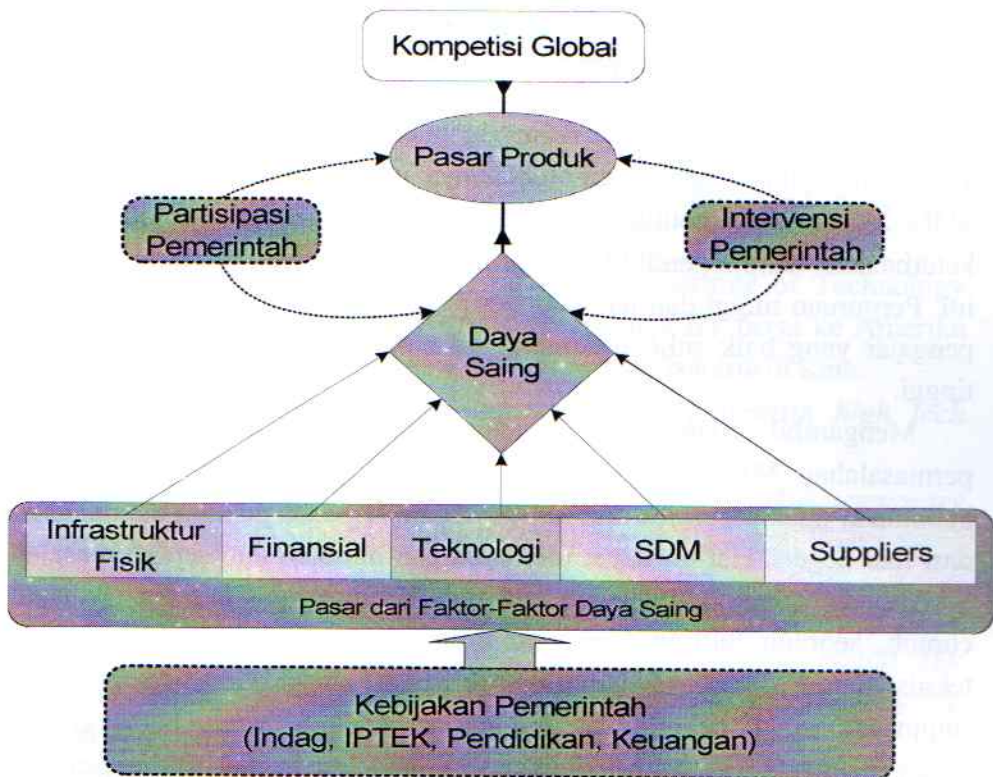 Kompetisi Global
Pasar Produk
Partisipasi
Pemerintah
Intervensi
Pemerintah
Daya
Saing
Infrastruktur
Fisik
Finansial
Teknologi
SDM
Suppliers
Pasar dari Faktor-Faktor Daya Saing
Kebijakan Pemerintah
(Indag, IPTEK, Pendidikan, Keuangan)